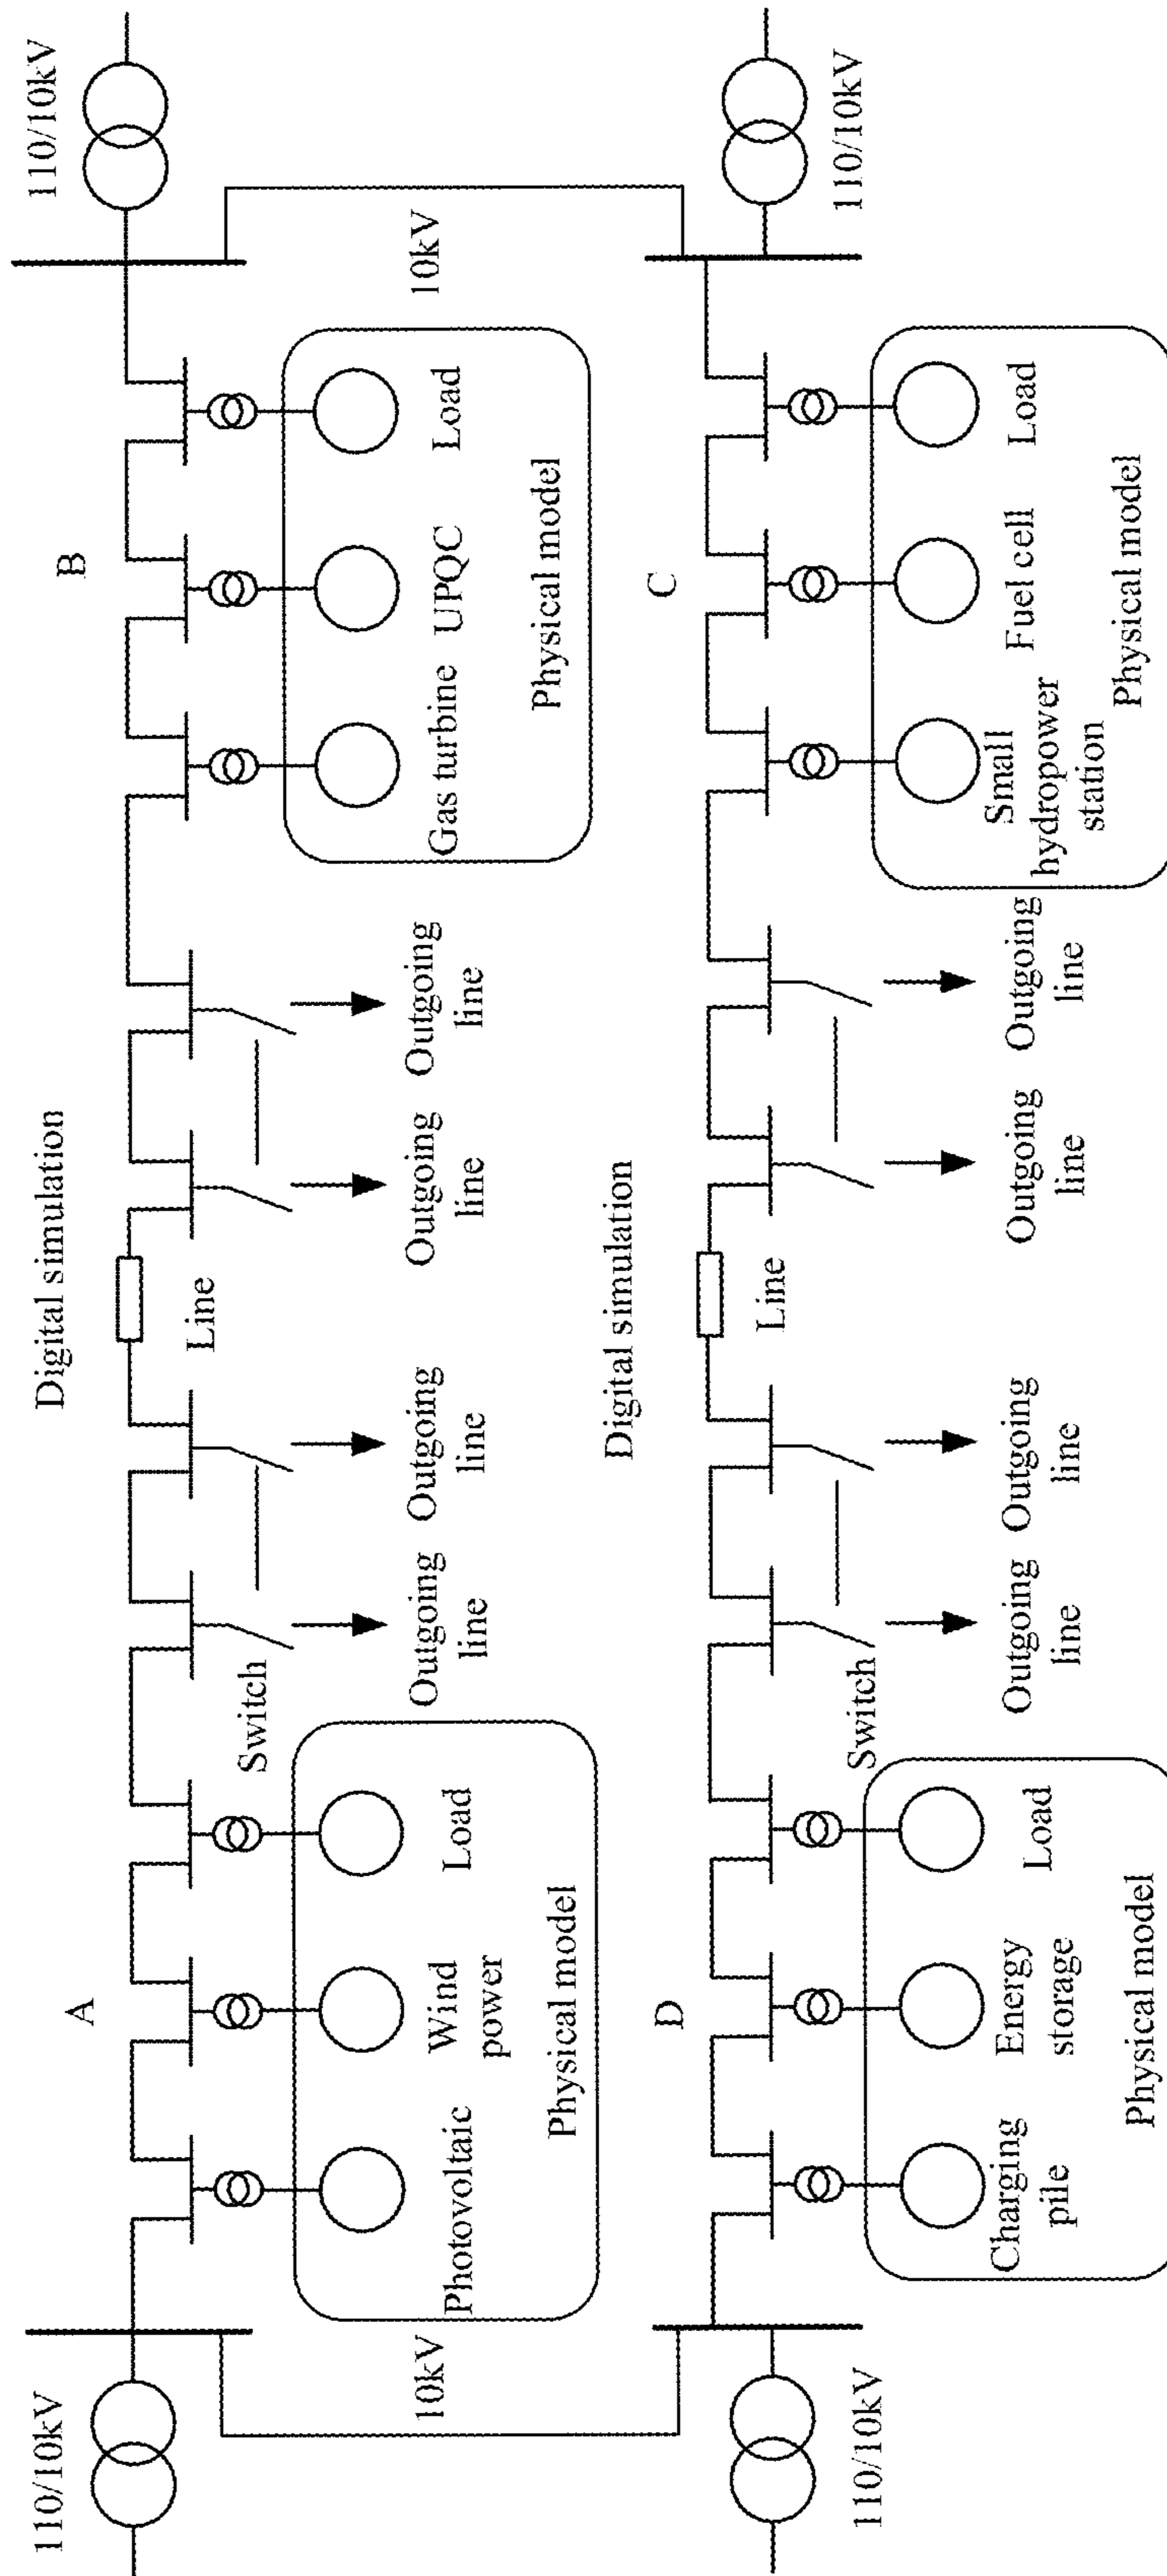 Digital simulation
110/10kV
A
B
110/10kV
Line
Switch
Outgoing
line
Outgoing
line
Outgoing
line
Outgoing
line
10kV
Photovoltaic
Wind
power
Load
Physical model
Gas turbine
UPQC
Load
Physical model
10kV
Digital simulation
D
C
Line
110/10kV
Switch
110/10kV
Charging
pile
Energy
storage
Load
Physical model
Outgoing
line
Outgoing
line
Outgoing
line
Outgoing
line
Small
hydropower
station
Fuel cell
Load
Physical model